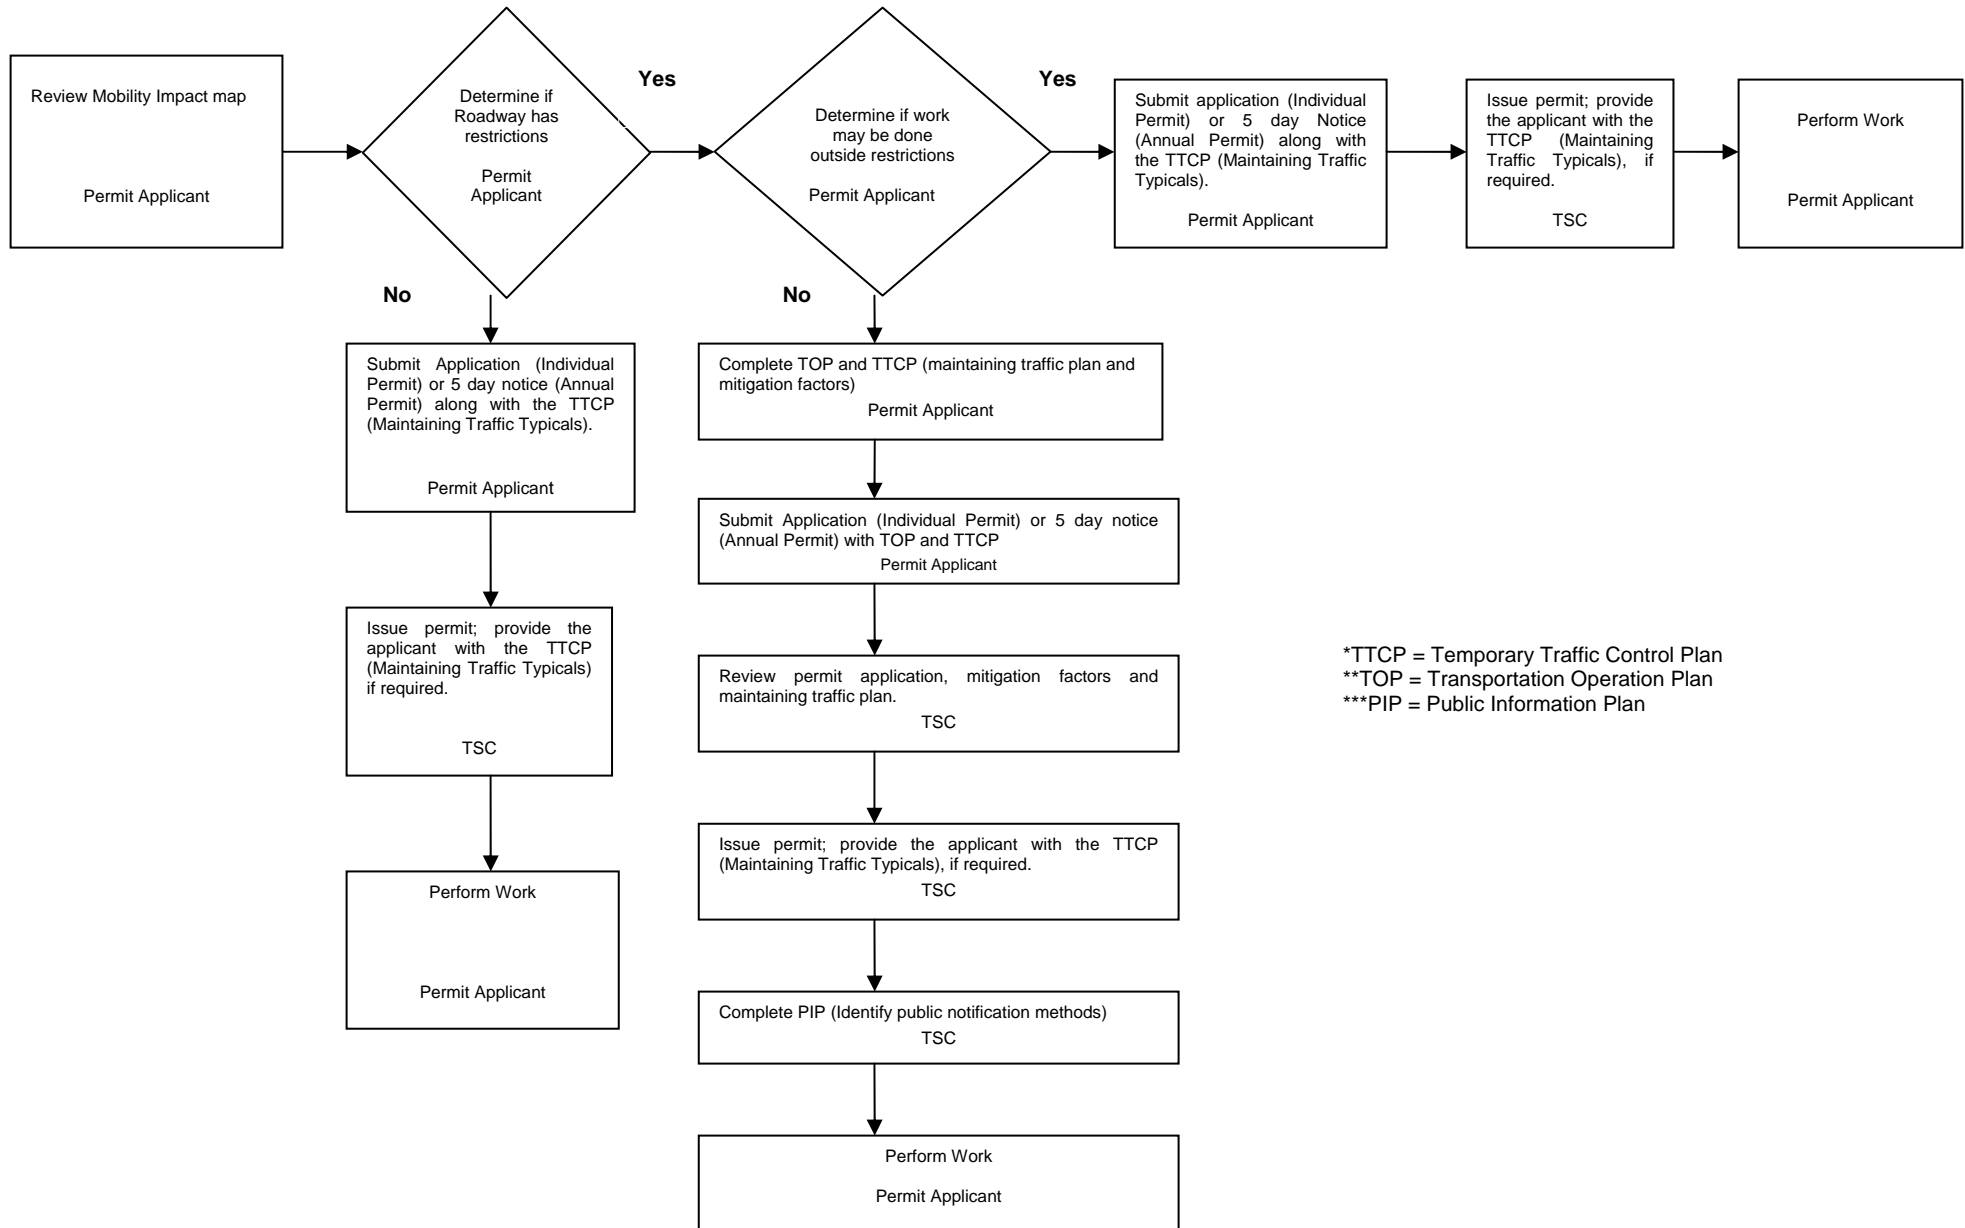 Review Mobility Impact map
Permit Applicant
Determine if
Roadway has
restrictions
Permit
Applicant
Yes
Determine if work
may be done
outside restrictions
Permit Applicant
Yes
Submit application (Individual
Permit) or 5 day Notice
(Annual Permit) along with
the TTCP (Maintaining Traffic
Typicals).
Permit Applicant
Issue permit; provide
the applicant with the
TTCP (Maintaining
Traffic Typicals), if
required.
TSC
Perform Work
Permit Applicant
No
Submit Application (Individual
Permit) or 5 day notice (Annual
Permit) along with the TTCP
(Maintaining Traffic Typicals).
Permit Applicant
Issue permit; provide the
applicant with the TTCP
(Maintaining Traffic Typicals)
if required.
TSC
Perform Work
Permit Applicant
No
Complete TOP and TTCP (maintaining traffic plan and
mitigation factors)
Permit Applicant
Submit Application (Individual Permit) or 5 day notice
(Annual Permit) with TOP and TTCP
Permit Applicant
Review permit application, mitigation factors and
maintaining traffic plan.
TSC
Issue permit; provide the applicant with the TTCP
(Maintaining Traffic Typicals), if required.
TSC
Complete PIP (Identify public notification methods)
TSC
Perform Work
Permit Applicant
*TTCP = Temporary Traffic Control Plan
**TOP = Transportation Operation Plan
***PIP = Public Information Plan